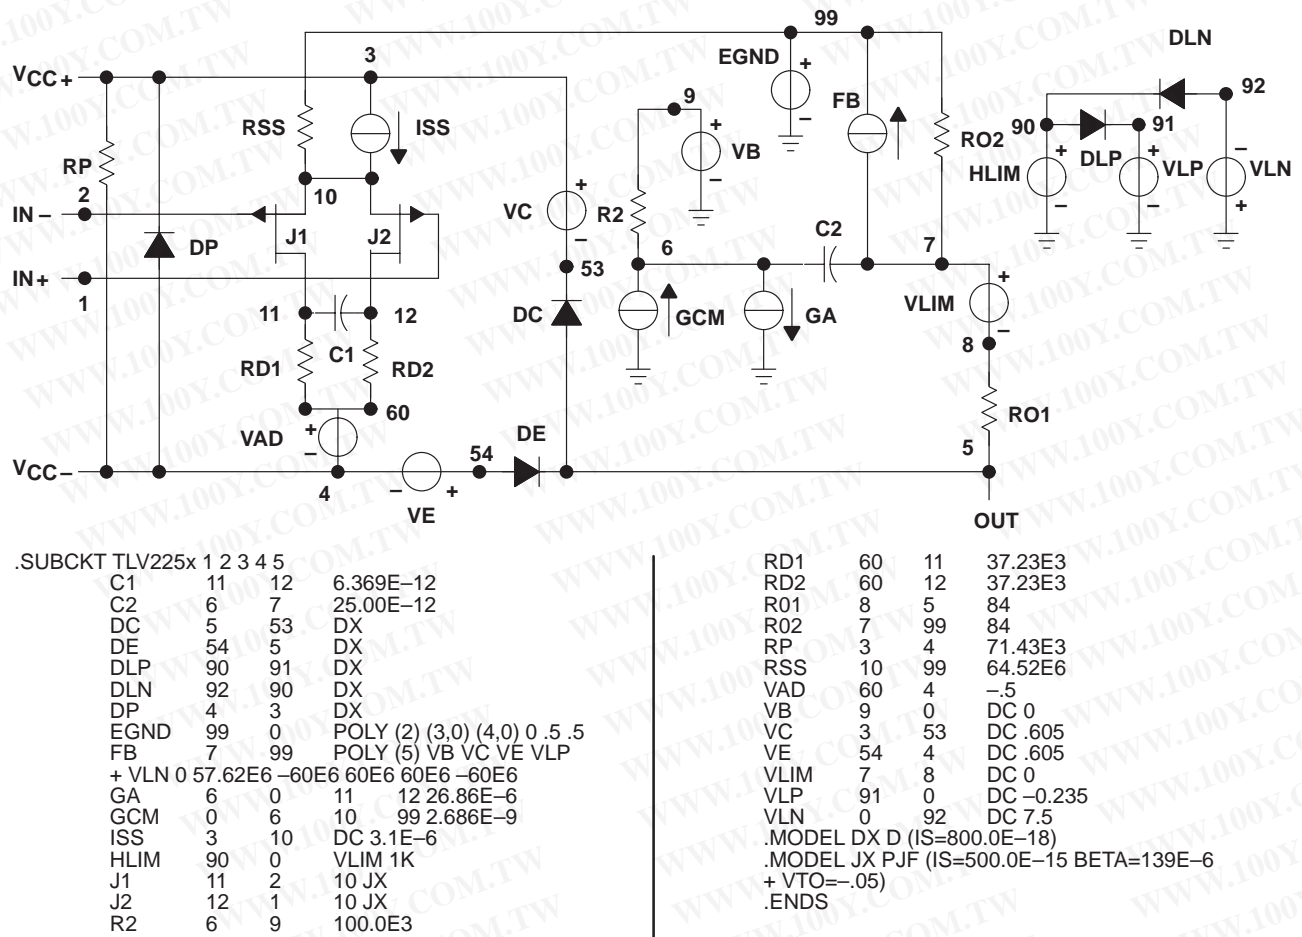 99
DLN
3
EGND
+
VCC+
9
FB
92
RSS
ISS
+
90
91
RO2
VB
DLP
RP
10
HLIM
VLP
VLN
2
IN −
J1
J2
VC
R2
C2
DP
6
7
IN+
53
1
VLIM
11
12
DC
GCM
GA
C1
8
RD1
RD2
RO1
60
VAD
DE
54
5
VCC−
4
VE
OUT
.SUBCKT TLV225x 1 2 3 4 5
C1 11 12 6.369E–12
C2 6 7 25.00E–12
DC 5 53 DX
DE 54 5 DX
DLP 90 91 DX
DLN 92 90 DX
DP 4 3 DX
EGND 99 0 POLY (2) (3,0) (4,0) 0 .5 .5
FB 7 99 POLY (5) VB VC VE VLP
+ VLN 0 57.62E6 –60E6 60E6 60E6 –60E6
GA 6 0 11 12 26.86E–6
GCM 0 6 10 99 2.686E–9
ISS 3 10 DC 3.1E–6
HLIM 90 0 VLIM 1K
J1 11 2 10 JX
J2 12 1 10 JX
R2 6 9 100.0E3
RD1 60 11 37.23E3
RD2 60 12 37.23E3
R01 8 5 84
R02 7 99 84
RP 3 4 71.43E3
RSS 10 99 64.52E6
VAD 60 4 –.5
VB 9 0 DC 0
VC 3 53 DC .605
VE 54 4 DC .605
VLIM 7 8 DC 0
VLP 91 0 DC –0.235
VLN 0 92 DC 7.5
.MODEL DX D (IS=800.0E–18)
.MODEL JX PJF (IS=500.0E–15 BETA=139E–6
+ VTO=–.05)
.ENDS
WWW.100Y.COM.TW